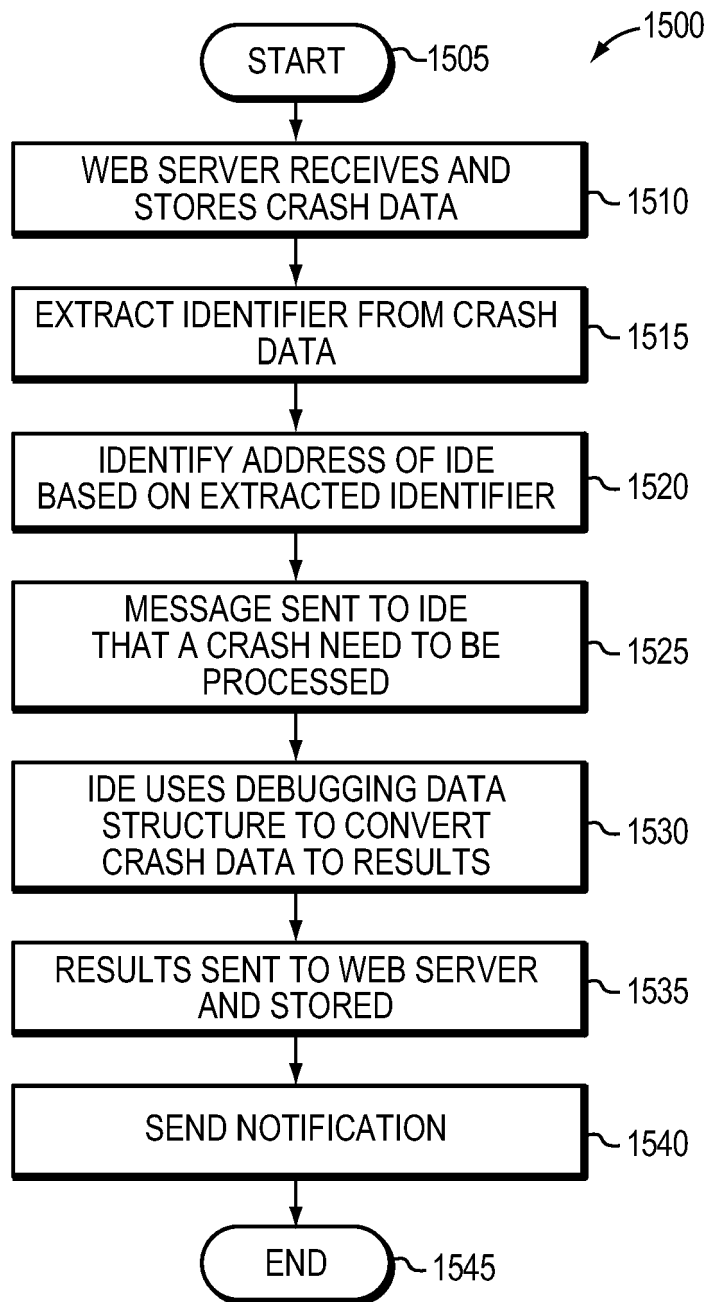 1500
START
1505
WEB SERVER RECEIVES AND
STORES CRASH DATA
1510
EXTRACT IDENTIFIER FROM CRASH
DATA
1515
IDENTIFY ADDRESS OF IDE
BASED ON EXTRACTED IDENTIFIER
1520
MESSAGE SENT TO IDE
THAT A CRASH NEED TO BE
PROCESSED
1525
IDE USES DEBUGGING DATA
STRUCTURE TO CONVERT
CRASH DATA TO RESULTS
1530
RESULTS SENT TO WEB SERVER
AND STORED
1535
SEND NOTIFICATION
1540
END
1545